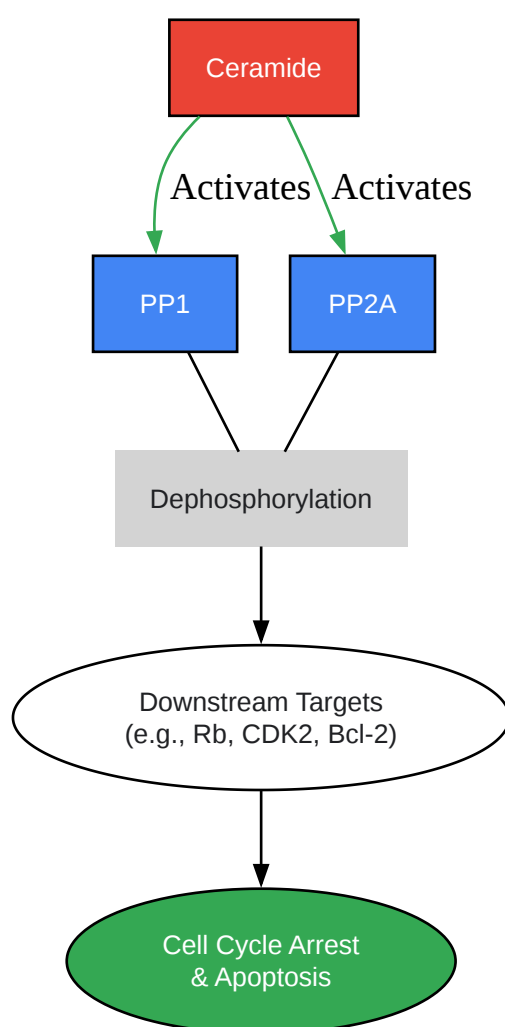 Ceramide
Activates Activates
PP1 PP2A
Dephosphorylation
Downstream Targets
(e.g., Rb, CDK2, Bcl-2)
Cell Cycle Arrest
& Apoptosis